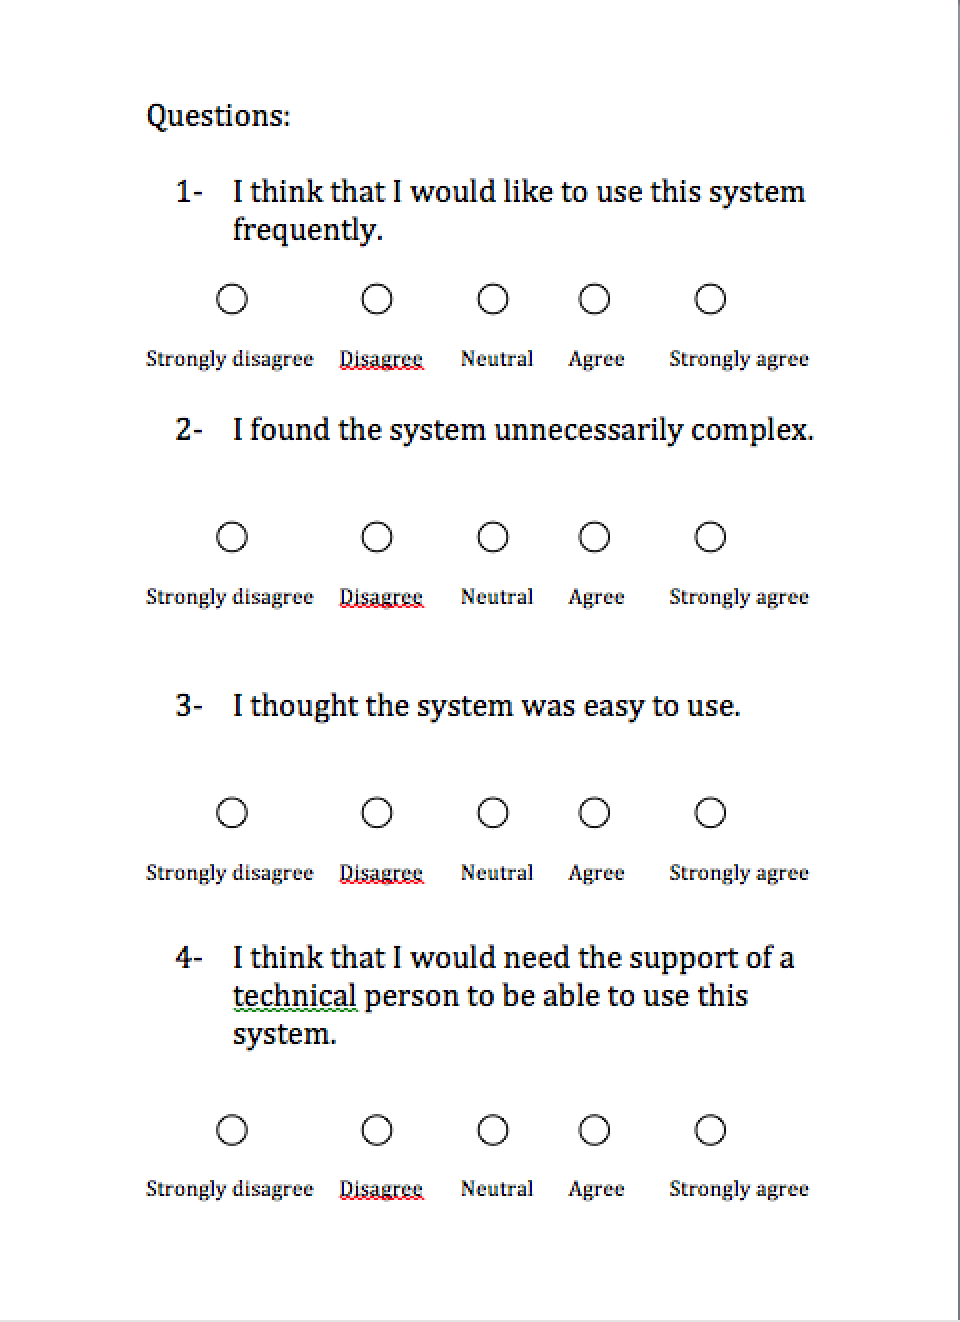 Questions:
1- I think that I would like to use this system
frequently.
Strongly disagree Disagree Neutral Agree Strongly agree
2- I found the system unnecessarily complex.
Strongly disagree Disagree Neutral Agree Strongly agree
3- I thought the system was easy to use.
Strongly disagree Disagree Neutral Agree Strongly agree
4- I think that I would need the support of a
technical person to be able to use this
system.
Strongly disagree Disagree Neutral Agree Strongly agree